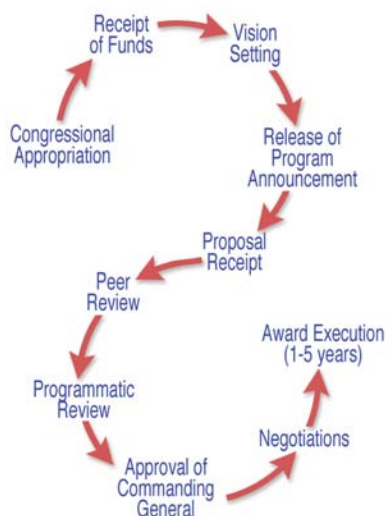 Congressional
Appropriation
Receipt
of Funds
Vision
Setting
Release of
Program
Announcement
Proposal
Receipt
Peer
Review
Programmatic
Review
Approval of
Commanding
General
Negotiations
Award Execution
(1-5 years)